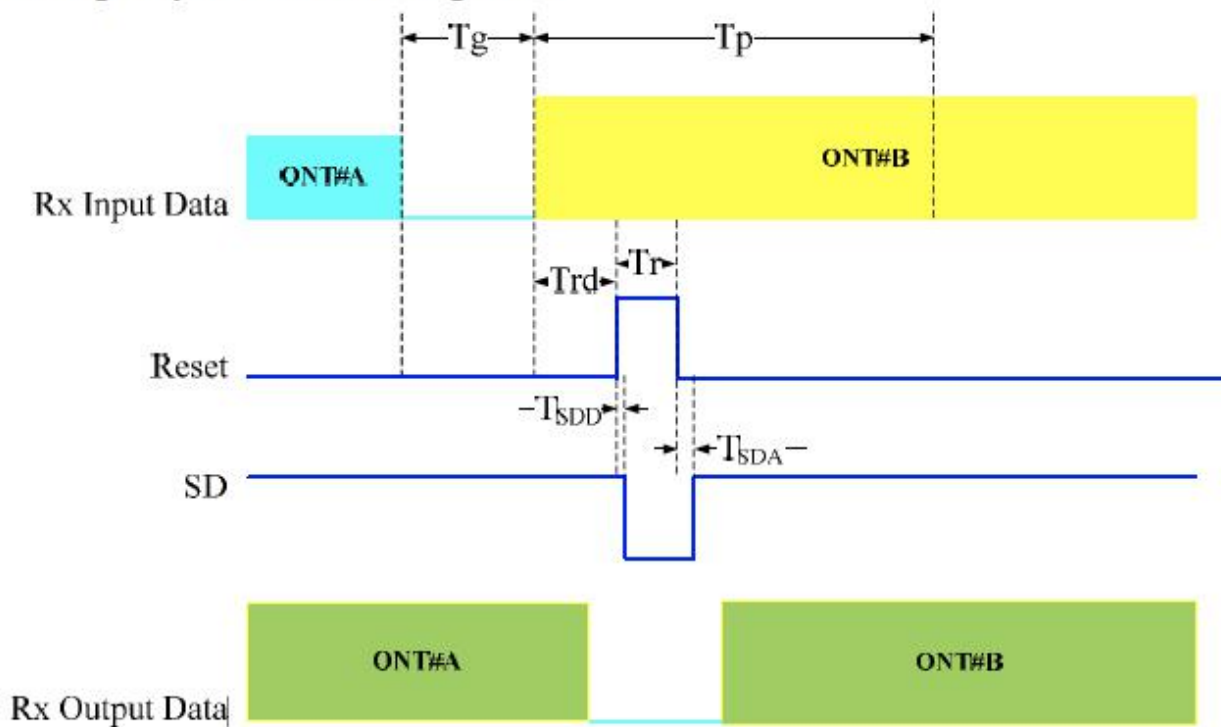 Tg
Tp
ONT#A
ONT#B
Rx Input Data
Tr
Trd
Reset
TSDD
TSDA
SD
ONT#A
ONT#B
Rx Output Data